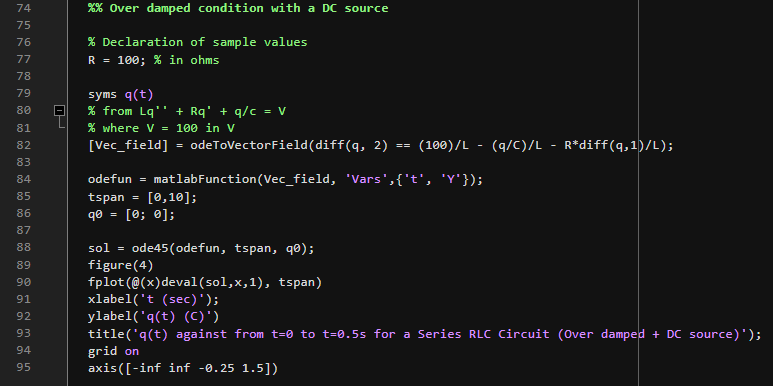 74 %% Over damped condition with a DC source
75
76 % Declaration of sample values
77 R = 100; % in ohms
78
79 syms q(t)
80 % from Lq'' + Rq' + q/c = V
81 % where V = 100 in V
82 [Vec_field] = odeToVectorField(diff(q, 2) == (100)/L - (q/C)/L - R*diff(q,1)/L);
83
84 odefun = matlabFunction(Vec_field, 'Vars',{'t', 'Y'});
85 tspan = [0,10];
86 q0 = [0; 0];
87
88 sol = ode45(odefun, tspan, q0);
89 figure(4)
90 fplot(@(x)deval(sol,x,1), tspan)
91 xlabel('t (sec)');
92 ylabel('q(t) (C)')
93 title('q(t) against from t=0 to t=0.5s for a Series RLC Circuit (Over damped + DC source)');
94 grid on
95 axis([-inf inf -0.25 1.5])